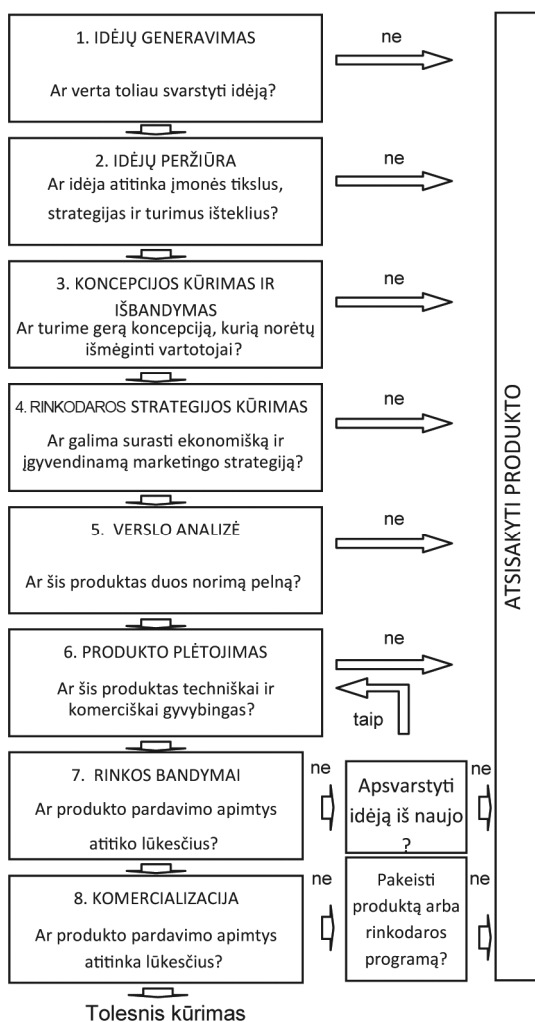 1. IDĖJŲ GENERAVIMAS
Ar verta toliau svarstyti idėją?
ne
2. IDĖJŲ PERŽIŪRA
Ar idėja atitinka įmonės tikslus,
strategijas ir turimus išteklius?
ne
3. KONCEPCIJOS KŪRIMAS IR
IŠBANDYMAS
Ar turime gerą koncepciją, kurią norėtų
išmėginti vartotojai?
ne
4. RINKODAROS STRATEGIJOS KŪRIMAS
Ar galima surasti ekonomišką ir
įgyvendinamą marketingo strategiją?
ne
5. VERSLO ANALIZĖ
Ar šis produktas duos norimą pelną?
ne
6. PRODUKTO PLĖTOJIMAS
Ar šis produktas techniškai ir
komerciškai gyvybingas?
ne
taip
7. RINKOS BANDYMAI
Ar produkto pardavimo apimtys
atitiko lūkesčius?
ne
Apsvarstyti
idėją iš naujo
?
ne
8. KOMERCIALIZACIJA
Ar produkto pardavimo apimtys
atitinka lūkesčius?
ne
Pakeisti
produktą arba
rinkodaros
programą?
ne
ATSISAKYTI PRODUKTO
Tolesnis kūrimas